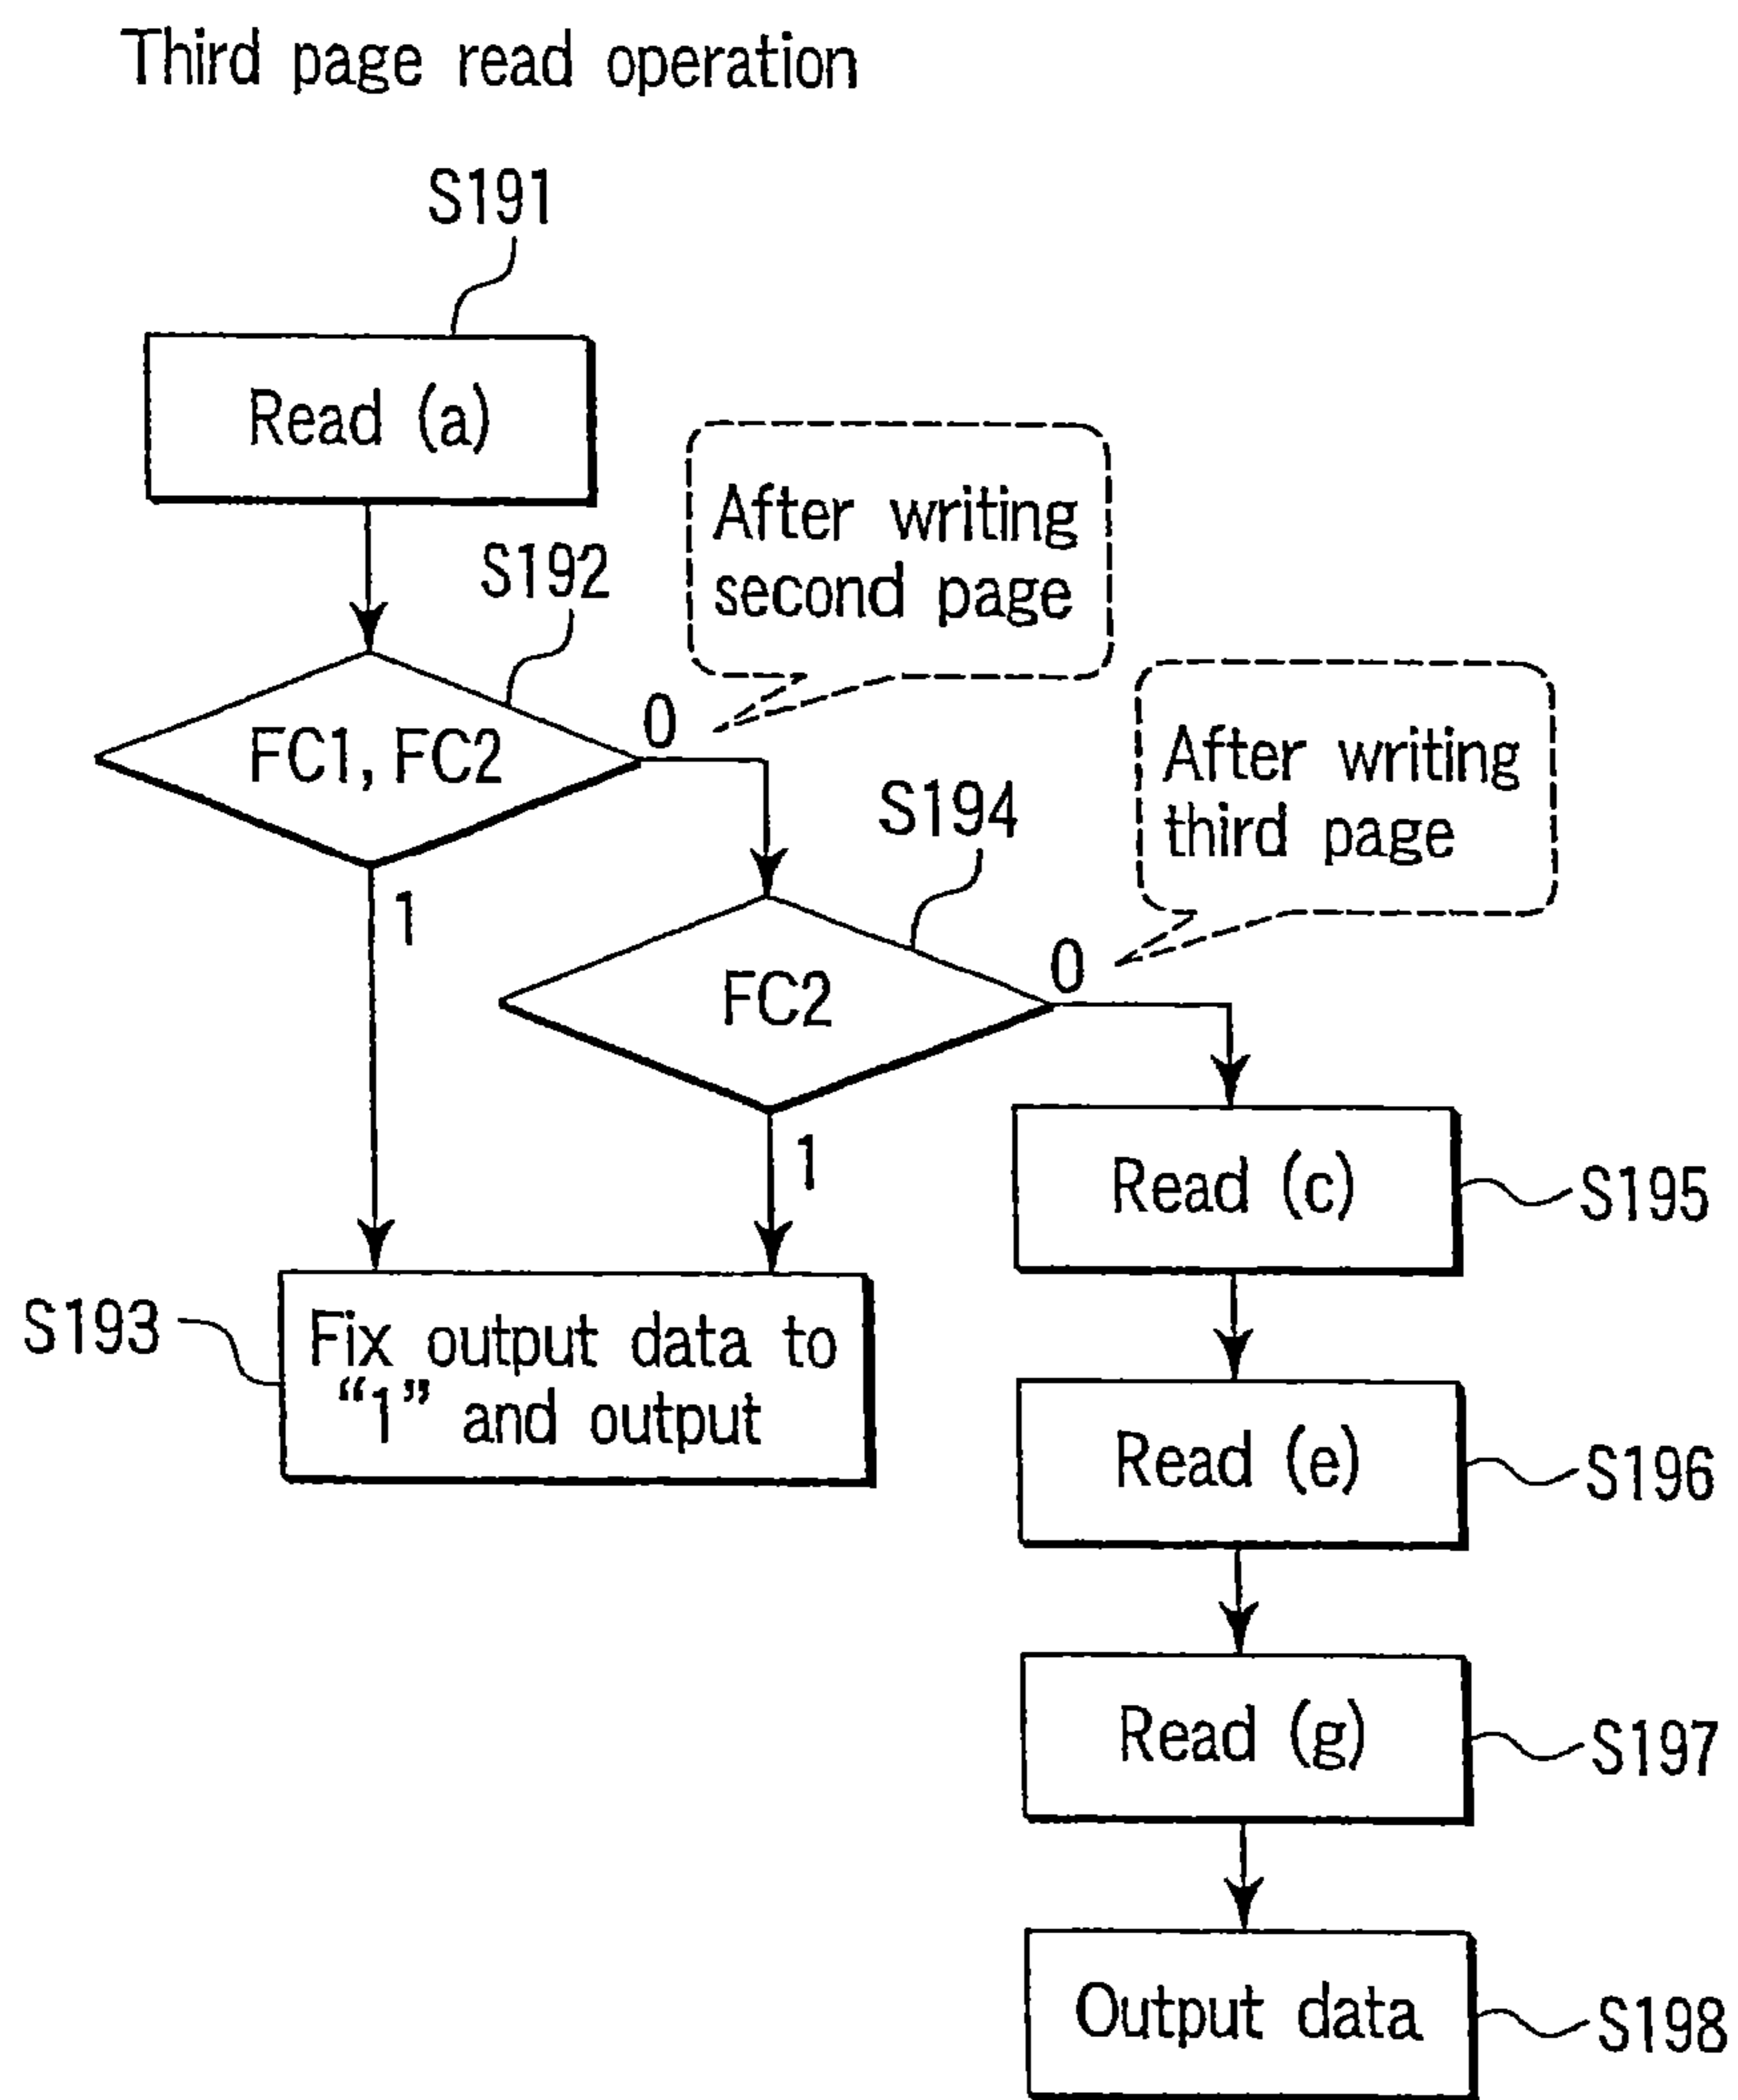 Third page read operation
S191
Read (a)
After writing
second page
S192
0
FC1, FC2
After writing
third page
S194
1
0
FC2
Read (c)
S195
1
S193
Fix output data to
“1” and output
Read (e)
S196
Read (g)
S197
Output data
S198